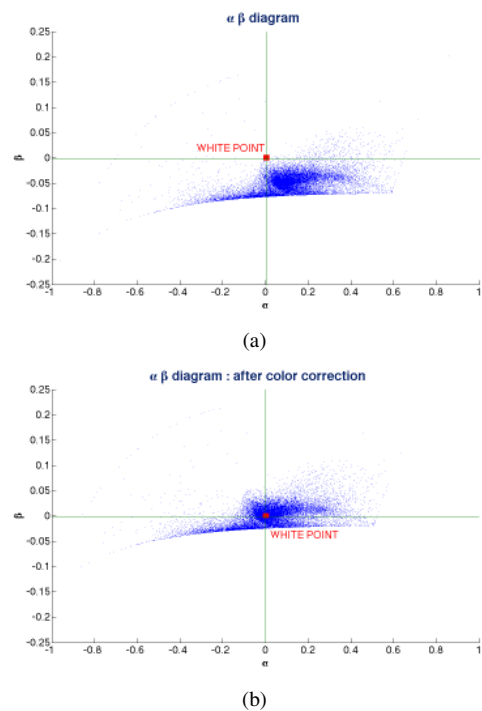 α β diagram
0.25
0.2
0.15
0.1
0.05
0
-0.05
-0.1
-0.15
-0.2
-0.25
β
WHITE POINT
-1 -0.8 -0.6 -0.4 -0.2 0 0.2 0.4 0.6 0.8 1
α
(a)
α β diagram : after color correction
0.25
0.2
0.15
0.1
0.05
0
-0.05
-0.1
-0.15
-0.2
-0.25
β
WHITE POINT
-1 -0.8 -0.6 -0.4 -0.2 0 0.2 0.4 0.6 0.8 1
α
(b)